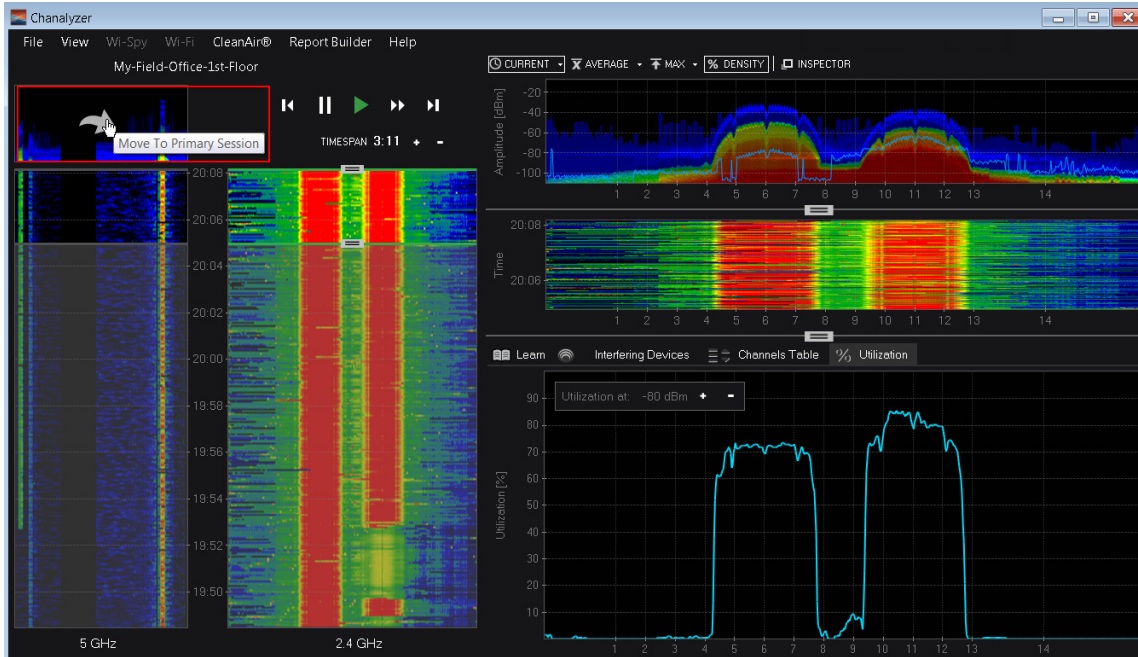 Chanalyzer
File View Wi-Spy Wi-Fi CleanAir® Report Builder Help
My-Field-Office-1st-Floor
Move To Primary Session
TIMESPAN 3:11 + -
20:08
20:06
20:04
20:02
20:00
19:58
19:56
19:54
19:52
19:50
5 GHz 2.4 GHz
CURRENT AVERAGE MAX % DENSITY INSPECTOR
Amplitude [dBm]
-20
-40
-60
-80
-100
1 2 3 4 5 6 7 8 9 10 11 12 13 14
Time
20:08
20:06
1 2 3 4 5 6 7 8 9 10 11 12 13 14
Learn Interfering Devices Channels Table % Utilization
Utilization at: -80 dBm + -
Utilization [%]
90
80
70
60
50
40
30
20
10
1 2 3 4 5 6 7 8 9 10 11 12 13 14